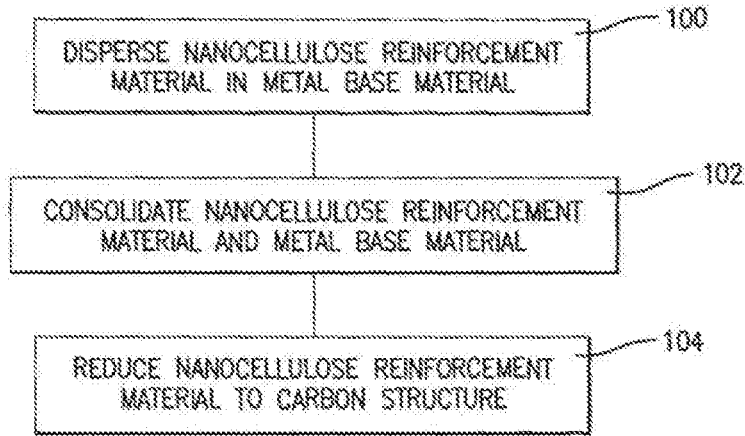 100
DISPERSE NANOCELLULOSE REINFORCEMENT
MATERIAL IN METAL BASE MATERIAL
102
CONSOLIDATE NANOCELLULOSE REINFORCEMENT
MATERIAL AND METAL BASE MATERIAL
104
REDUCE NANOCELLULOSE REINFORCEMENT
MATERIAL TO CARBON STRUCTURE